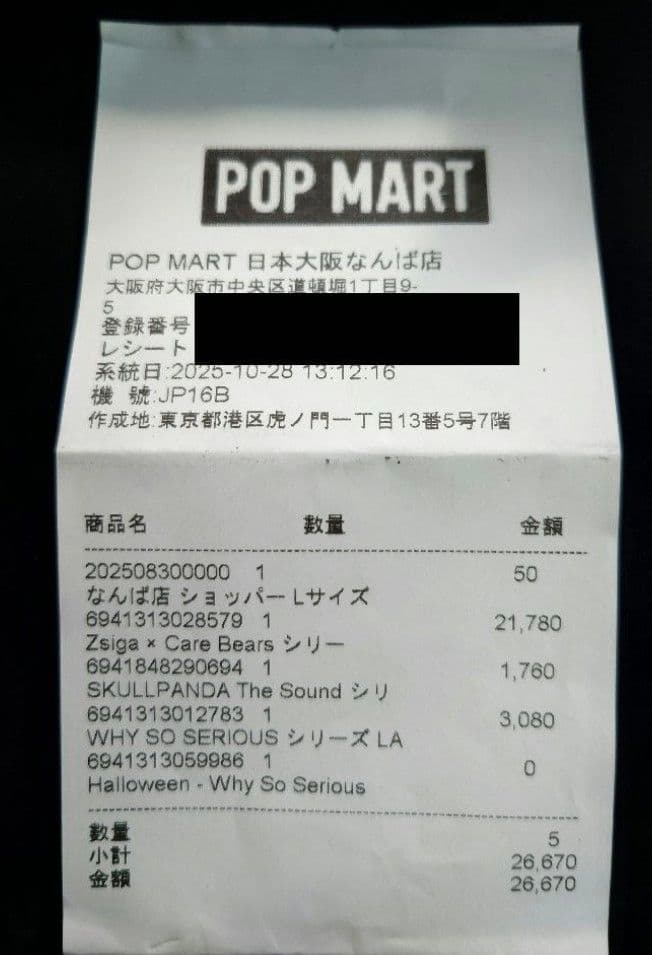 POP MART
POP MART 日本大阪なんば店
大阪府大阪市中央区道頓堀1丁目9-
5
登録番号
レシート
系統日:2025-10-28 13:12:16
機 號:JP16B
作成地:東京都港区虎ノ門一丁目13番5号7階
商品名 數量 金額
202508300000 1 50
なんば店 ショッパー Lサイズ
6941313028579 1 21,780
Zsiga × Care Bears シリー
6941848290694 1 1,760
SKULLPANDA The Sound シリ
6941313012783 1 3,080
WHY SO SERIOUS シリーズ LA
6941313059986 1 0
Halloween - Why So Serious
數量 5
小計 26,670
金額 26,670